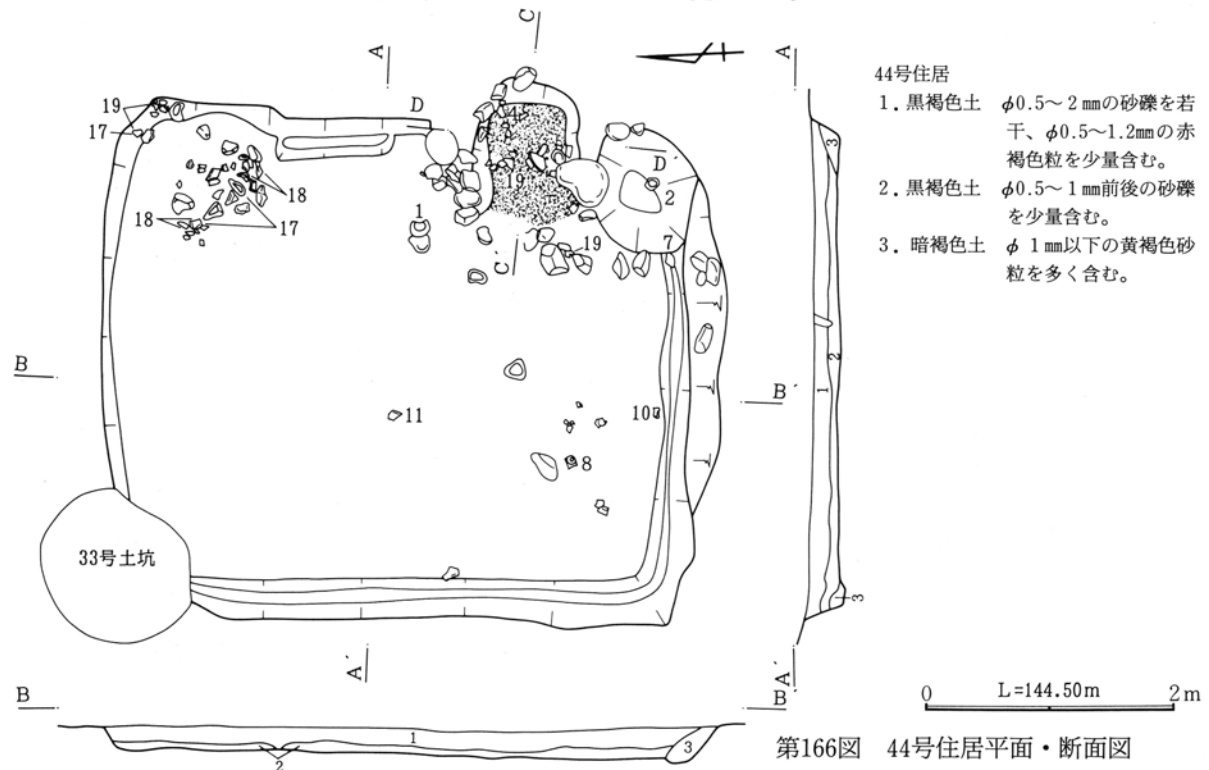 C
A
D
19
17
18
18
17
1
4
19
19
D´
2
7
C´
B
B´
11
10
8
33号土坑
A´
A
3
1
2
3
A´
B
B´
1
2
3
44号住居
1. 黒褐色土 φ0.5〜2㎜の砂礫を若
干、φ0.5〜1.2㎜の赤
褐色粒を少量含む。
2. 黒褐色土 φ0.5〜1㎜前後の砂礫
を少量含む。
3. 暗褐色土 φ 1㎜以下の黄褐色砂
粒を多く含む。
0 L=144.50m 2m
第166図 44号住居平面・断面図